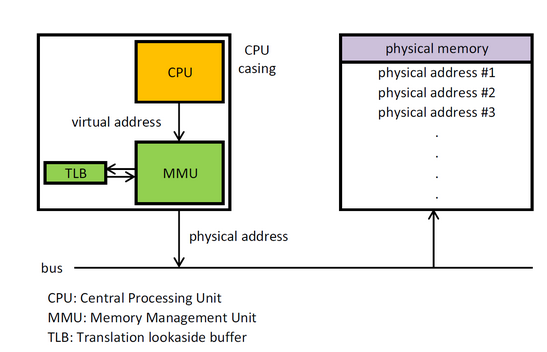 CPU
CPU
casing
virtual address
TLB
MMU
physical address
bus
physical memory
physical address #1
physical address #2
physical address #3
.
.
.
.
CPU: Central Processing Unit
MMU: Memory Management Unit
TLB: Translation lookaside buffer